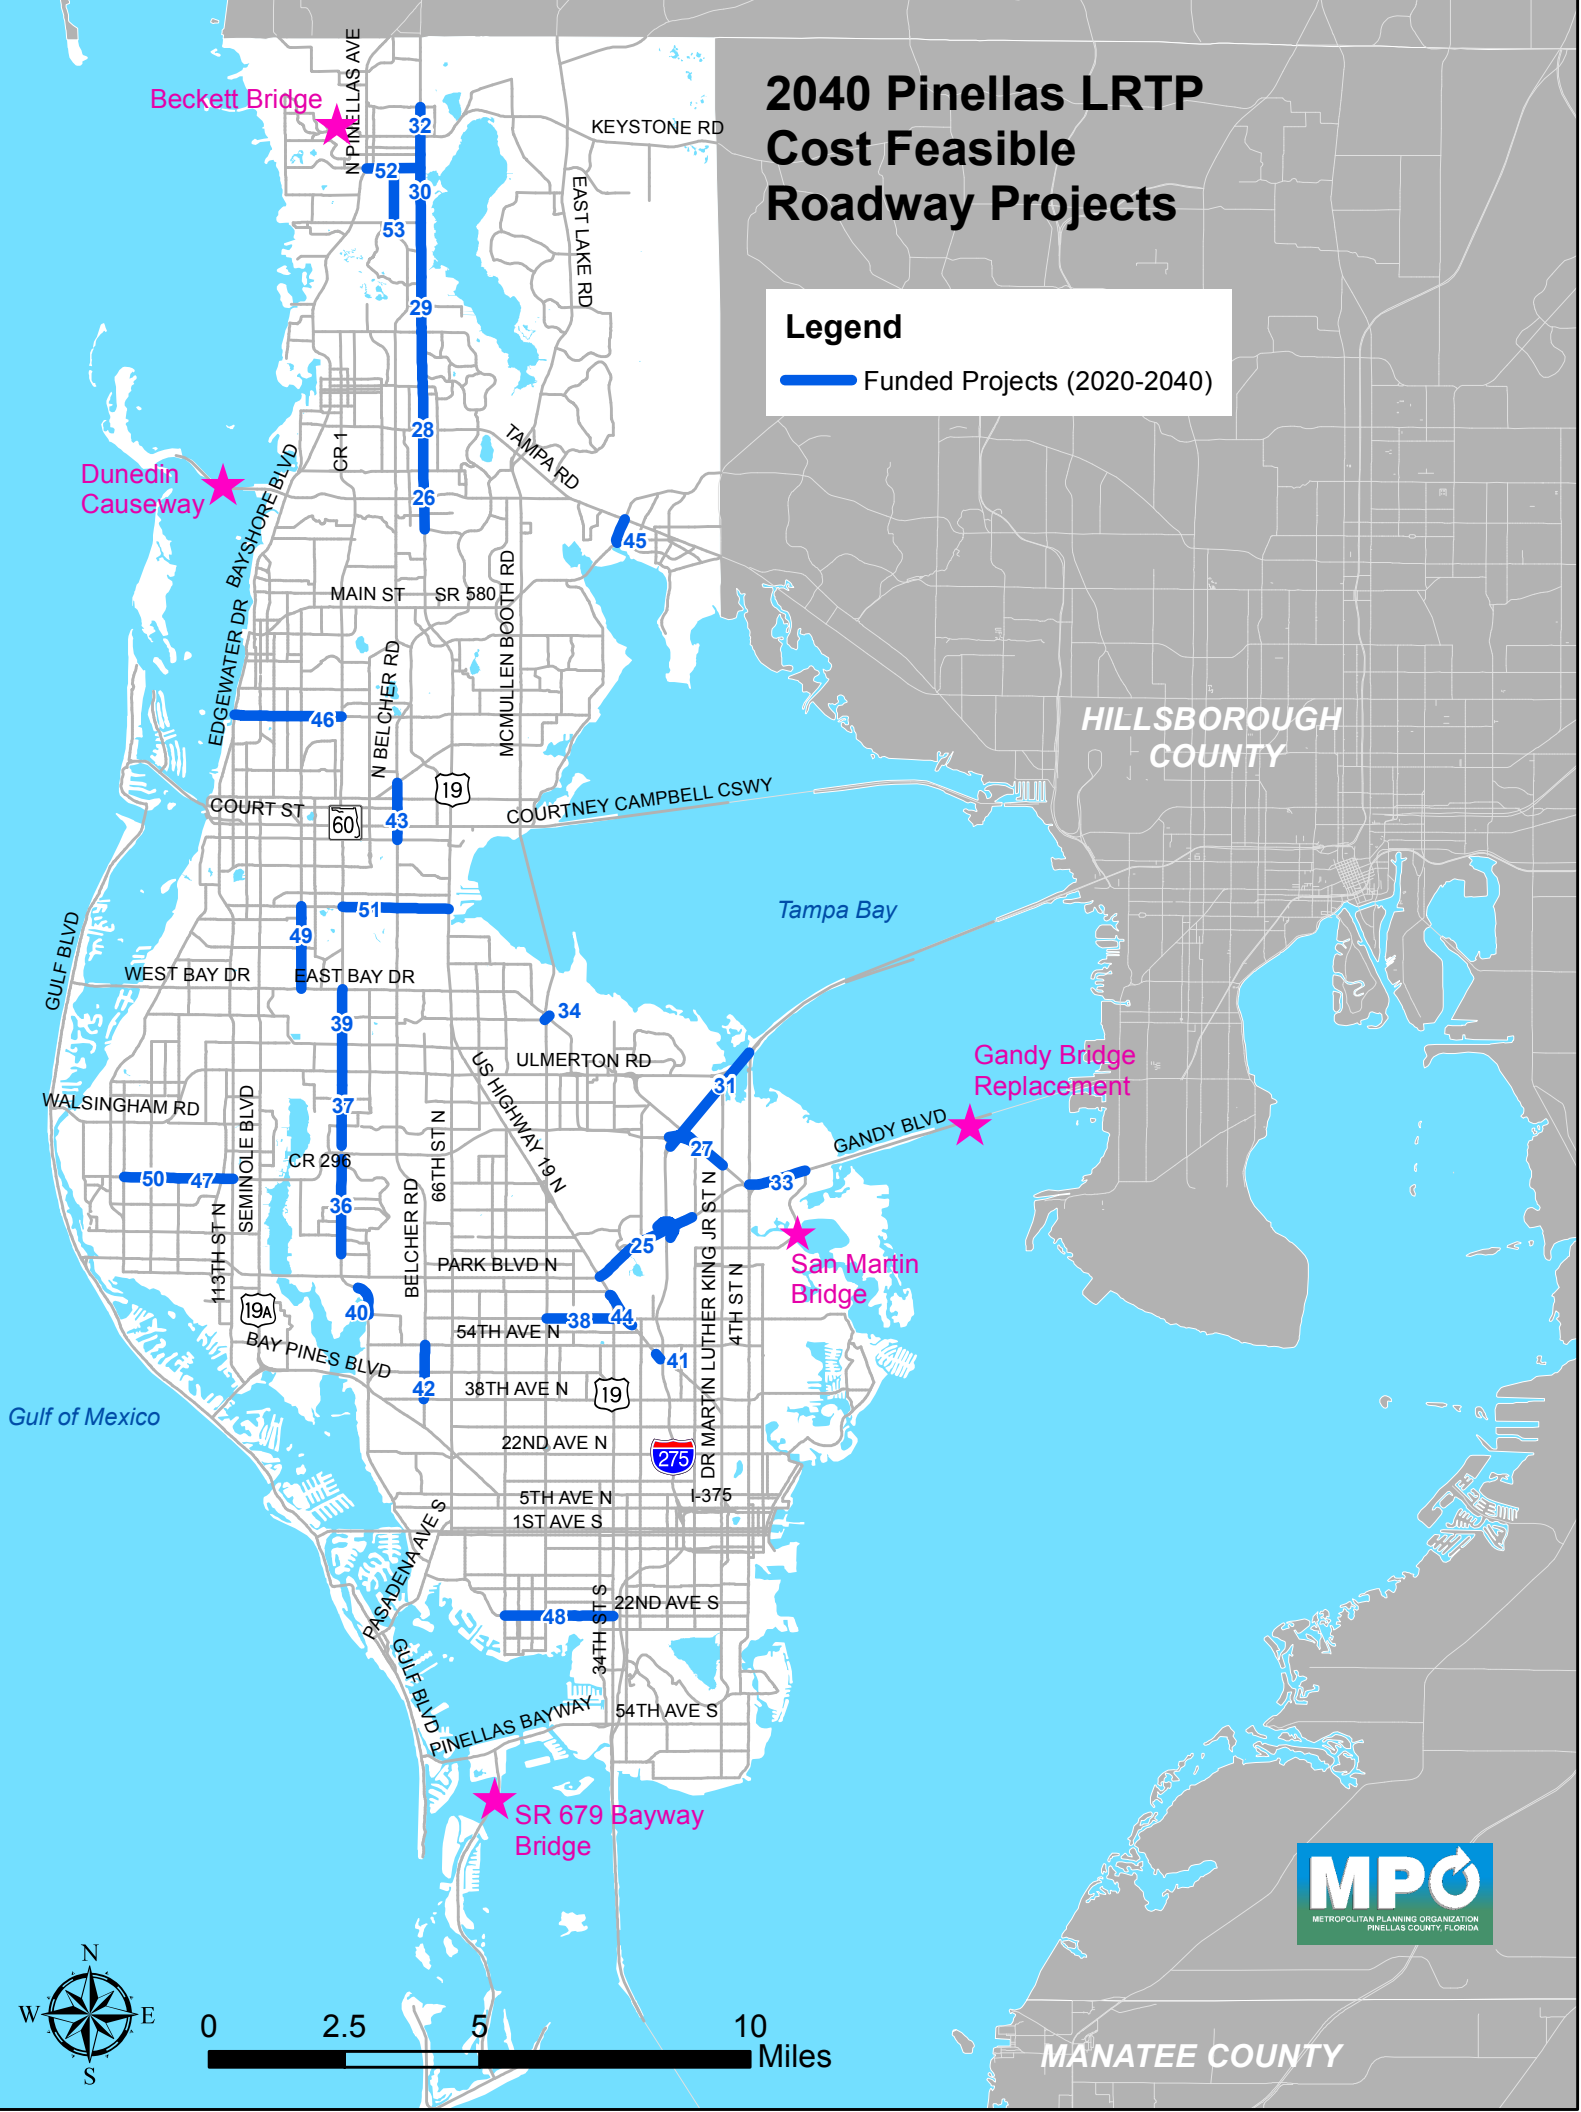 2040 Pinellas LRTP
Cost Feasible
Roadway Projects
Legend
Funded Projects (2020-2040)
N PINELLAS AVE
Beckett Bridge
32
KEYSTONE RD
52
30
53
EAST LAKE RD
29
28
CR 1
TAMPA RD
Dunedin
Causeway
BAYSHORE BLVD
26
45
MCMULLEN BOOTH RD
MAIN ST
SR 580
EDGEWATER DR
N BELCHER RD
46
HILLSBOROUGH
COUNTY
19
COURT ST
60
43
COURTNEY CAMPBELL CSWY
51
Tampa Bay
49
GULF BLVD
WEST BAY DR
EAST BAY DR
34
39
US HIGHWAY 19 N
ULMERTON RD
Gandy Bridge
Replacement
31
WALSINGHAM RD
SEMINOLE BLVD
37
66TH ST N
GANDY BLVD
27
CR 296
50
47
33
113TH ST N
36
BELCHER RD
DR MARTIN LUTHER KING JR ST N
25
San Martin
Bridge
PARK BLVD N
4TH ST N
19A
40
38
44
54TH AVE N
BAY PINES BLVD
41
42
38TH AVE N
19
Gulf of Mexico
22ND AVE N
275
5TH AVE N
I-375
1ST AVE S
PASADENA AVE S
34TH ST S
22ND AVE S
48
GULF BLVD
PINELLAS BAYWAY
54TH AVE S
SR 679 Bayway
Bridge
MPO
METROPOLITAN PLANNING ORGANIZATION
PINELLAS COUNTY, FLORIDA
N
W
E
S
0
2.5
5
10
Miles
MANATEE COUNTY